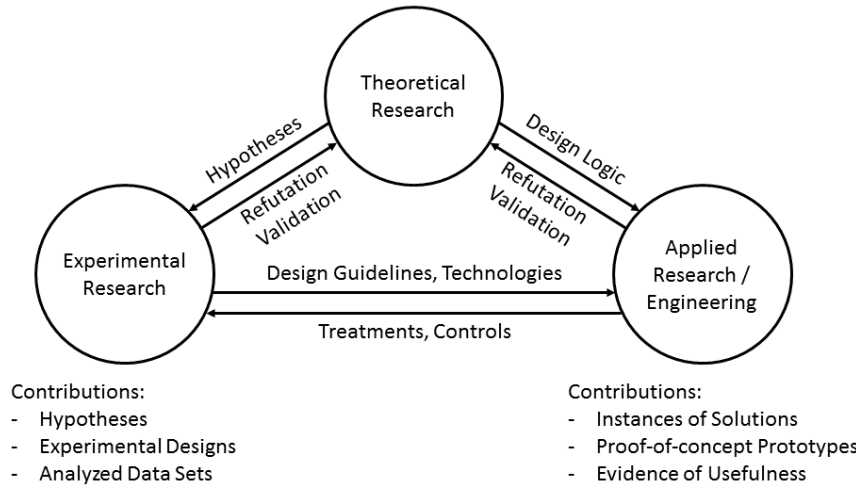 Theoretical
Research
Hypotheses
Refutation
Validation
Design Logic
Refutation
Validation
Experimental
Research
Design Guidelines, Technologies
Treatments, Controls
Applied
Research /
Engineering
Contributions:
- Hypotheses
- Experimental Designs
- Analyzed Data Sets
Contributions:
- Instances of Solutions
- Proof-of-concept Prototypes
- Evidence of Usefulness